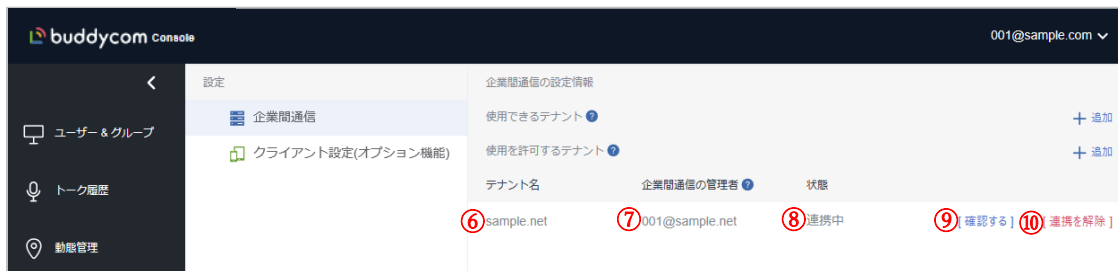 buddycom Console
001@sample.com
設定
企業間通信の設定情報
ユーザー & グループ
企業間通信
使用できるテナント ?
+ 追加
クライアント設定(オプション機能)
使用を許可するテナント ?
+ 追加
トーク履歴
テナント名 企業間通信の管理者 ? 状態
⑥ sample.net ⑦ 001@sample.net ⑧ 連携中 ⑨ [ 確認する ] ⑩ [ 連携を解除 ]
動態管理